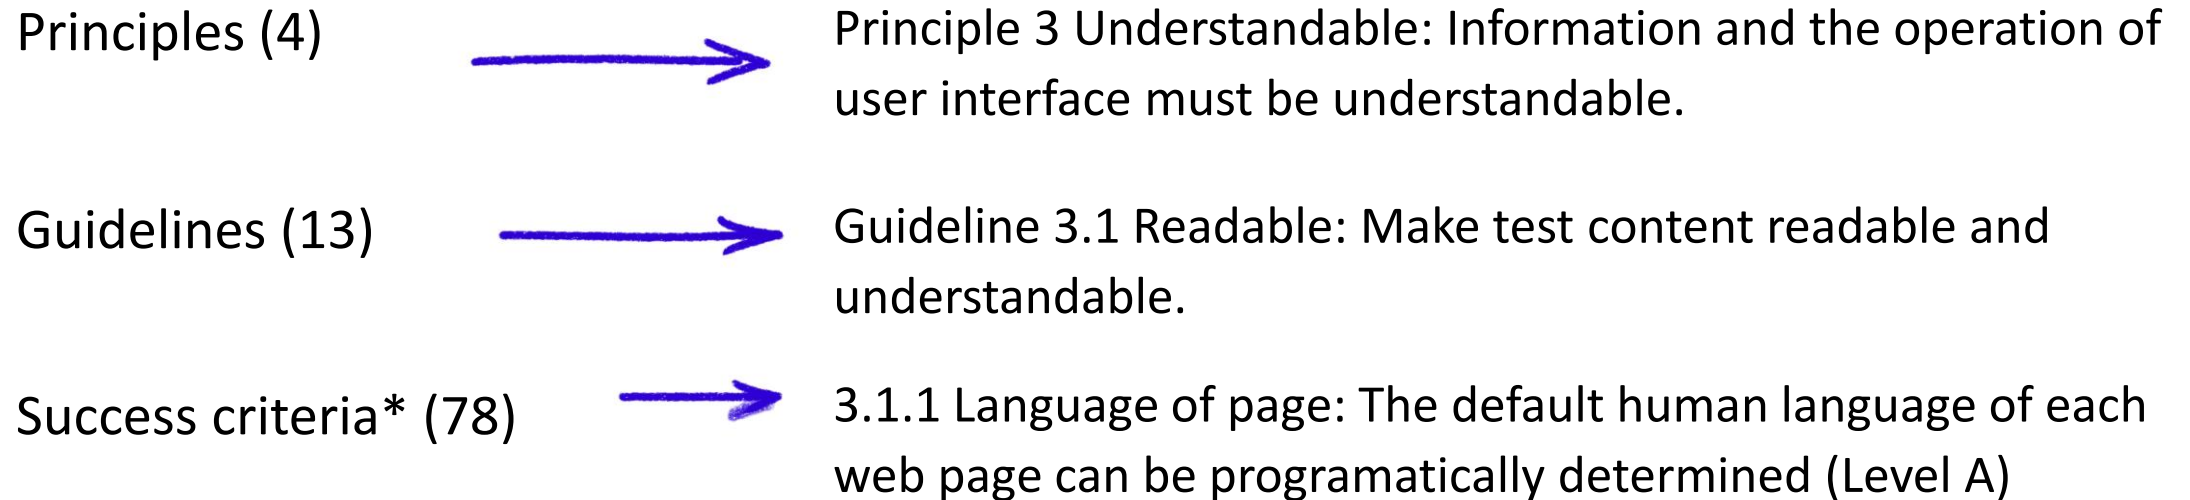 Principles (4)
Principle 3 Understandable: Information and the operation of
user interface must be understandable.
Guidelines (13)
Guideline 3.1 Readable: Make test content readable and
understandable.
Success criteria* (78)
3.1.1 Language of page: The default human language of each
web page can be programatically determined (Level A)